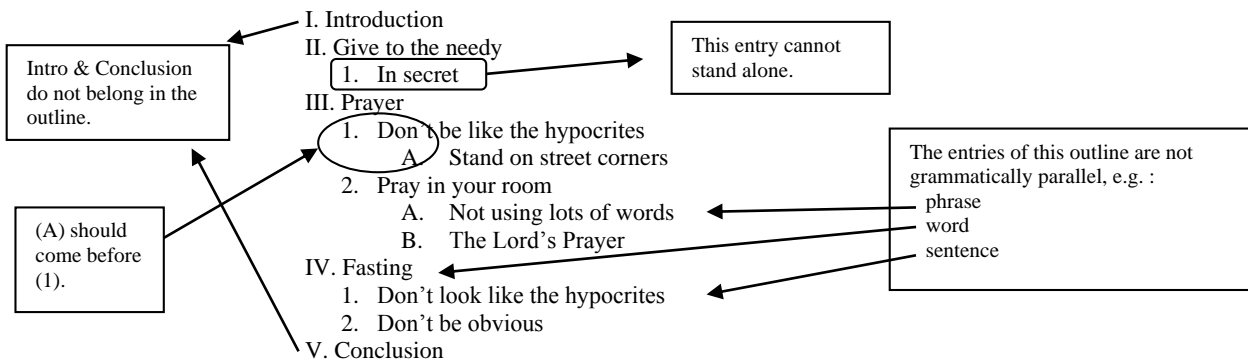 I. Introduction
II. Give to the needy
1. In secret
III. Prayer
1. Don't be like the hypocrites
A. Stand on street corners
2. Pray in your room
A. Not using lots of words
B. The Lord's Prayer
IV. Fasting
1. Don't look like the hypocrites
2. Don't be obvious
V. Conclusion
Intro & Conclusion
do not belong in the
outline.
(A) should
come before
(1).
This entry cannot
stand alone.
The entries of this outline are not
grammatically parallel, e.g. :
phrase
word
sentence